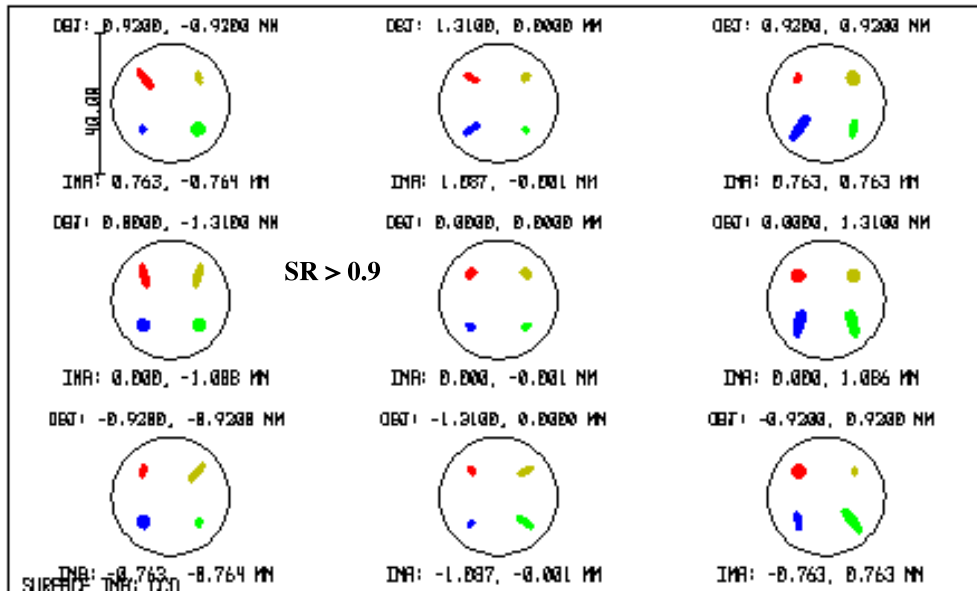 OBJ: 0.9200, -0.9200 MM
OBJ: 1.3100, 0.0000 MM
OBJ: 0.9200, 0.9200 MM
40.00
IMA: 0.763, -0.764 MM
IMA: 1.087, -0.001 MM
IMA: 0.763, 0.763 MM
OBJ: 0.0000, -1.3100 MM
OBJ: 0.0000, 0.0000 MM
OBJ: 0.0000, 1.3100 MM
SR > 0.9
IMA: 0.000, -1.088 MM
IMA: 0.000, -0.001 MM
IMA: 0.000, 1.086 MM
OBJ: -0.9200, -0.9200 MM
OBJ: -1.3100, 0.0000 MM
OBJ: -0.9200, 0.9200 MM
IMA: -0.763, -0.764 MM
IMA: -1.087, -0.001 MM
IMA: -0.763, 0.763 MM
SURFACE IMA: CCD